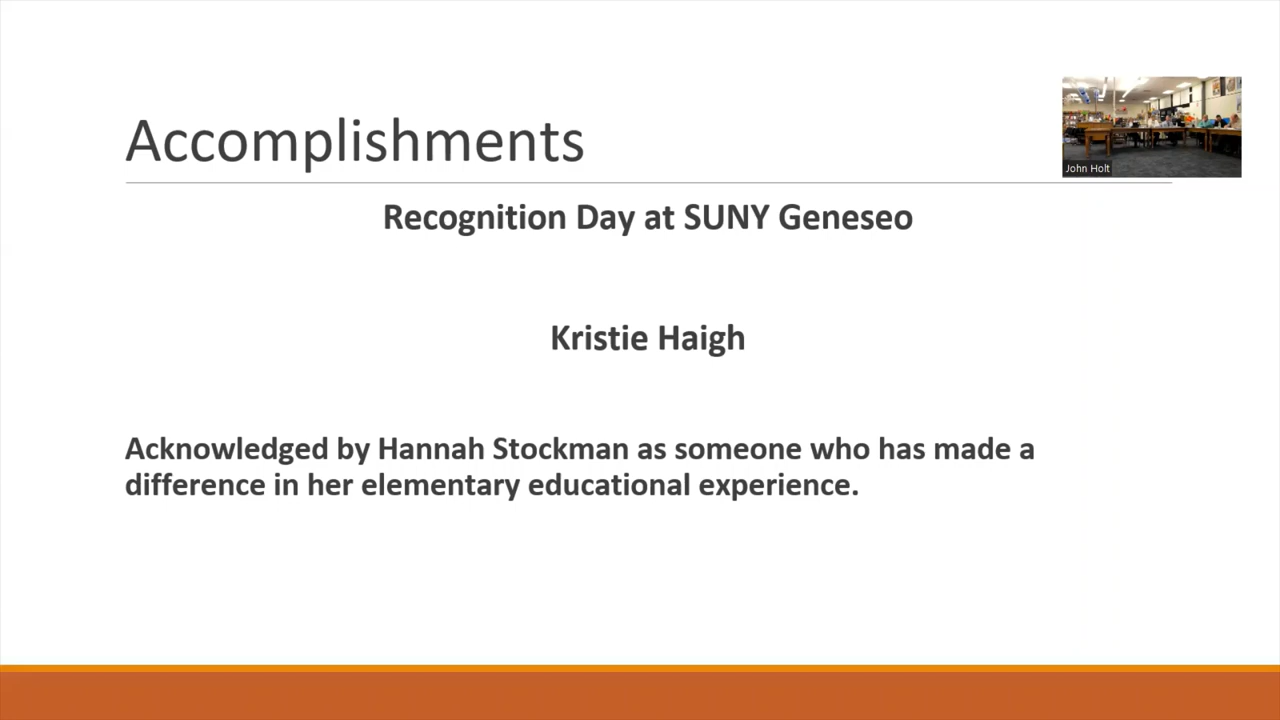 Accomplishments
John Holt
Recognition Day at SUNY Geneseo
Kristie Haigh
Acknowledged by Hannah Stockman as someone who has made a
difference in her elementary educational experience.